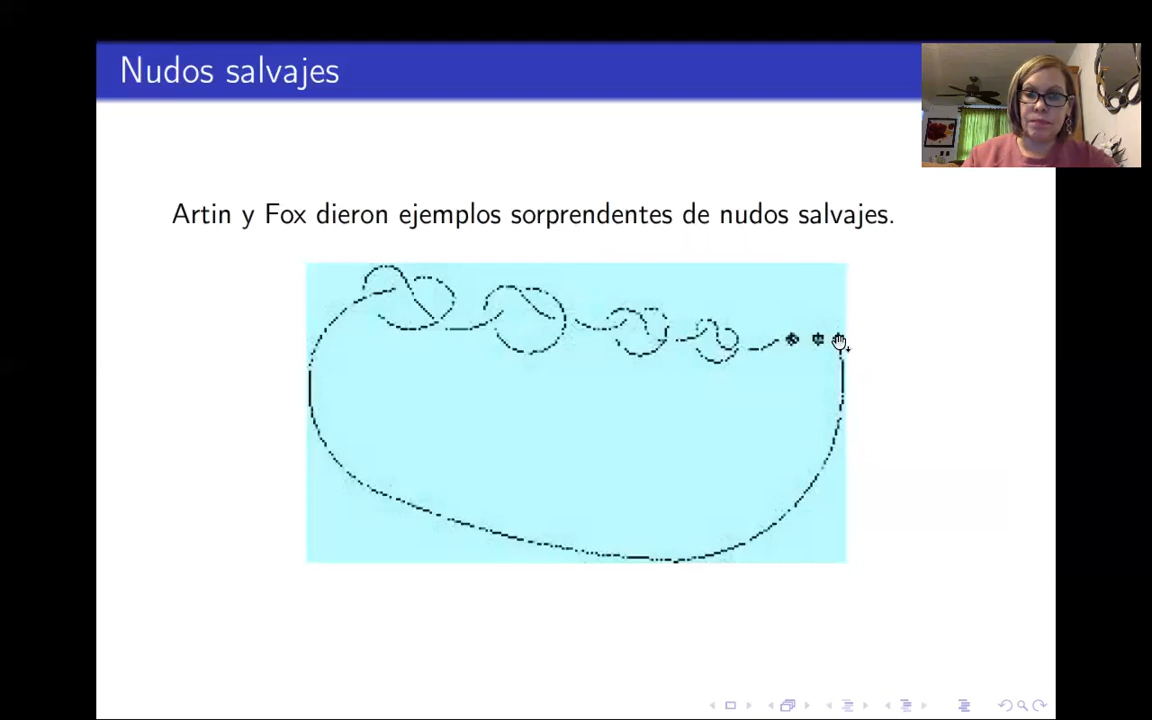 Nudos salvajes
Artin y Fox dieron ejemplos sorprendentes de nudos salvajes.